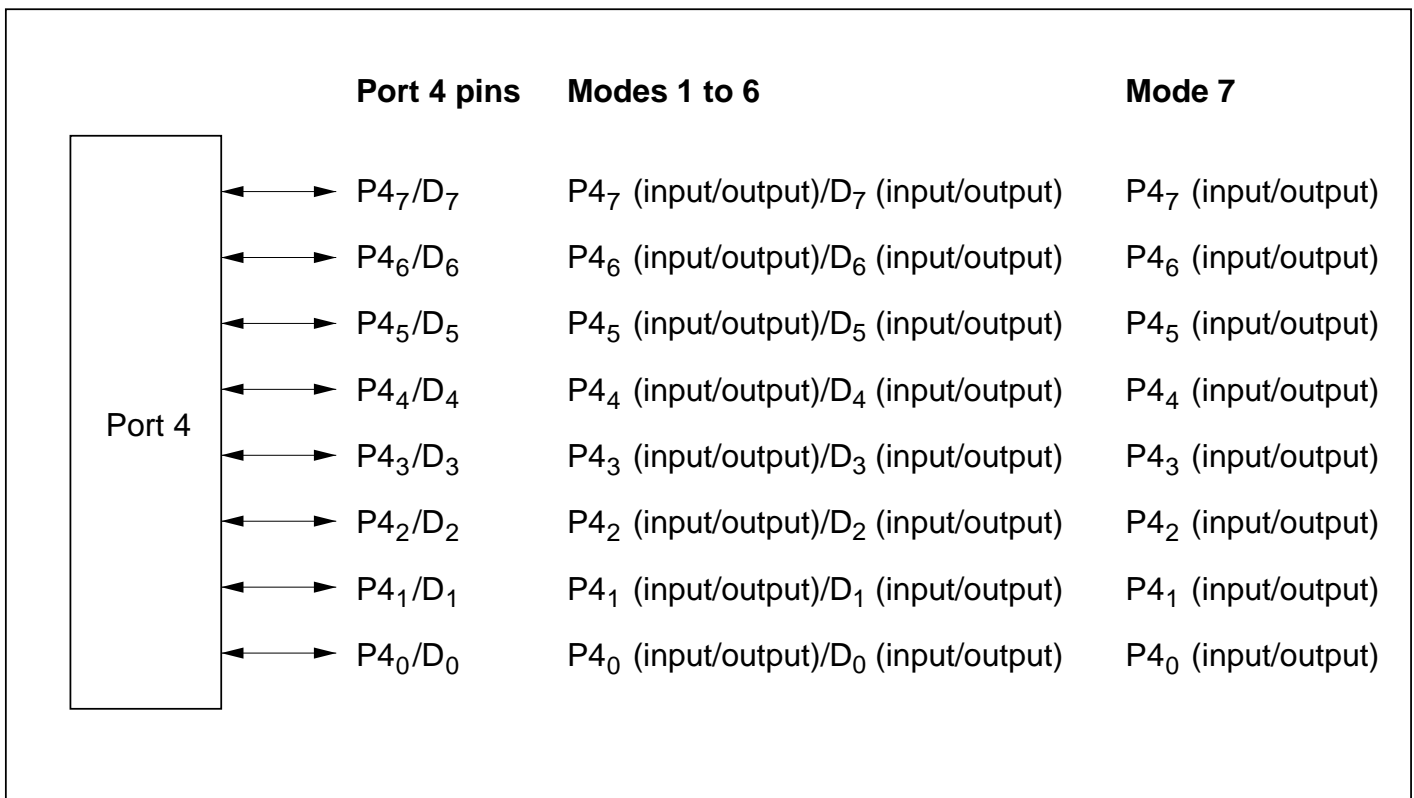 Port 4 pins Modes 1 to 6 Mode 7
P4₇/D₇ P4₇ (input/output)/D₇ (input/output) P4₇ (input/output)
P4₆/D₆ P4₆ (input/output)/D₆ (input/output) P4₆ (input/output)
P4₅/D₅ P4₅ (input/output)/D₅ (input/output) P4₅ (input/output)
P4₄/D₄ P4₄ (input/output)/D₄ (input/output) P4₄ (input/output)
Port 4
P4₃/D₃ P4₃ (input/output)/D₃ (input/output) P4₃ (input/output)
P4₂/D₂ P4₂ (input/output)/D₂ (input/output) P4₂ (input/output)
P4₁/D₁ P4₁ (input/output)/D₁ (input/output) P4₁ (input/output)
P4₀/D₀ P4₀ (input/output)/D₀ (input/output) P4₀ (input/output)